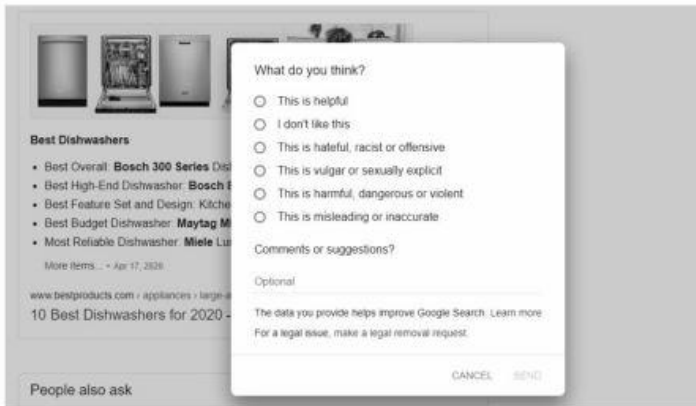 Best Dishwashers
• Best Overall: Bosch 300 Series Dis
• Best High-End Dishwasher: Bosch
• Best Feature Set and Design: Kitche
• Best Budget Dishwasher: Maytag M
• Most Reliable Dishwasher: Miele Lu
More items... • Apr 17, 2020
www.bestproducts.com › appliances › large-a
10 Best Dishwashers for 2020 -
People also ask
What do you think?
This is helpful
I don't like this
This is hateful, racist or offensive
This is vulgar or sexually explicit
This is harmful, dangerous or violent
This is misleading or inaccurate
Comments or suggestions?
Optional
The data you provide helps improve Google Search. Learn more
For a legal issue, make a legal removal request.
CANCEL SEND